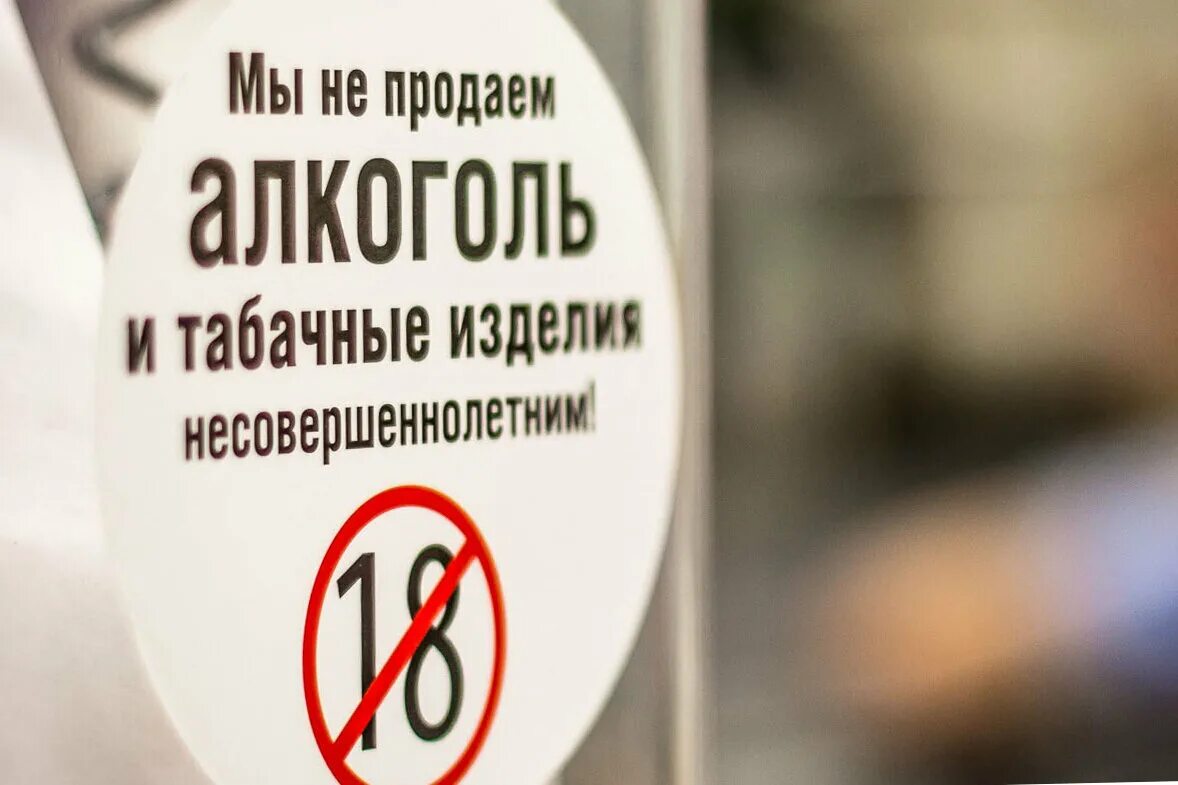 Мы не продаем
алкоголь
и табачные изделия
несовершеннолетним!
18